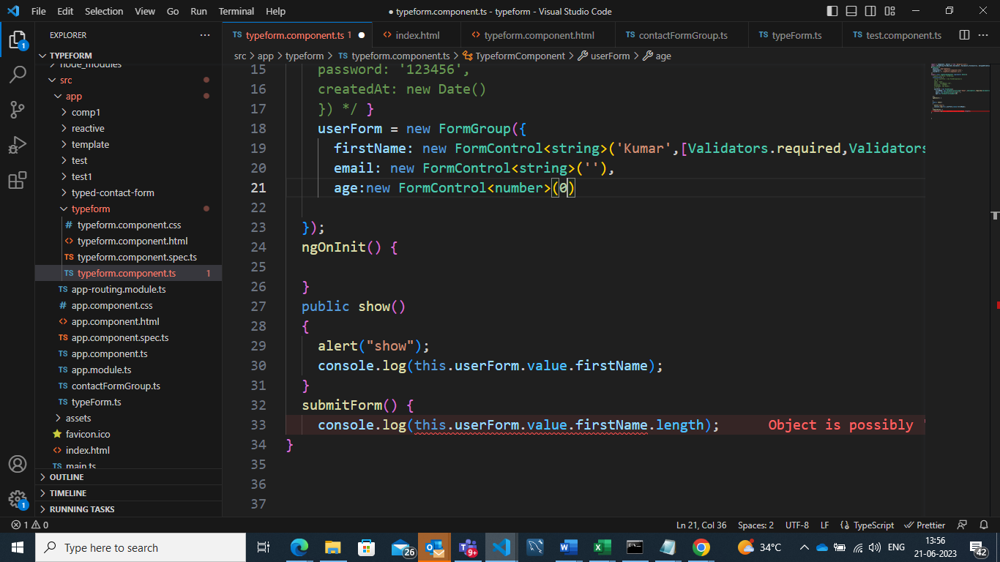 File Edit Selection View Go Run Terminal Help
● typeform.component.ts - typeform - Visual Studio Code
EXPLORER
TS typeform.component.ts 1 ●
<> index.html
<> typeform.component.html
TS contactFormGroup.ts
TS typeForm.ts
TS test.component.ts
src > app > typeform > TS typeform.component.ts > TypeformComponent > userForm > age
1
TYPEFORM
node_modules
src
app
comp1
reactive
template
test
test1
typed-contact-form
typeform
# typeform.component.css
<> typeform.component.html
TS typeform.component.spec.ts
TS typeform.component.ts 1
TS app-routing.module.ts
# app.component.css
<> app.component.html
TS app.component.spec.ts
TS app.component.ts
TS app.module.ts
TS contactFormGroup.ts
TS typeForm.ts
assets
favicon.ico
<> index.html
TS main.ts
OUTLINE
TIMELINE
RUNNING TASKS
1
15 password: '123456',
16 createdAt: new Date()
17 }) */ }
18 userForm = new FormGroup({
19 firstName: new FormControl<string>('Kumar',[Validators.required,Validators
20 email: new FormControl<string>(''),
21 age:new FormControl<number>(0)
22
23 });
24 ngOnInit() {
25
26 }
27 public show()
28 {
29 alert("show");
30 console.log(this.userForm.value.firstName);
31 }
32 submitForm() {
33 console.log(this.userForm.value.firstName.length); Object is possibly '
34 }
35
36
37
1 0
Ln 21, Col 36 Spaces: 2 UTF-8 LF {} TypeScript Prettier
Type here to search
26
9+
34°C
ENG
13:56
21-06-2023
42